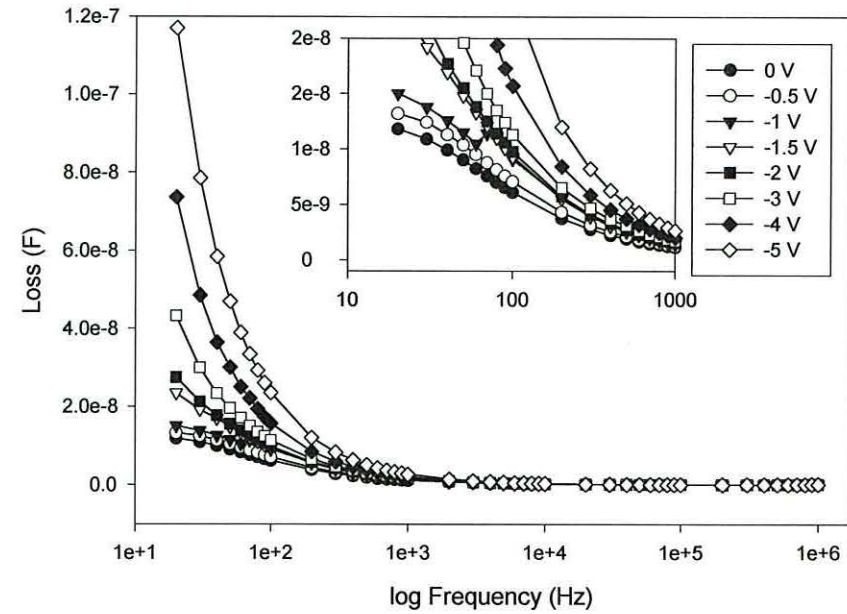 1.2e-7
1.0e-7
8.0e-8
6.0e-8
4.0e-8
2.0e-8
0.0
Loss (F)
1e+1
1e+2
1e+3
1e+4
1e+5
1e+6
log Frequency (Hz)
2e-8
2e-8
1e-8
5e-9
0
10
100
1000
0 V
-0.5 V
-1 V
-1.5 V
-2 V
-3 V
-4 V
-5 V